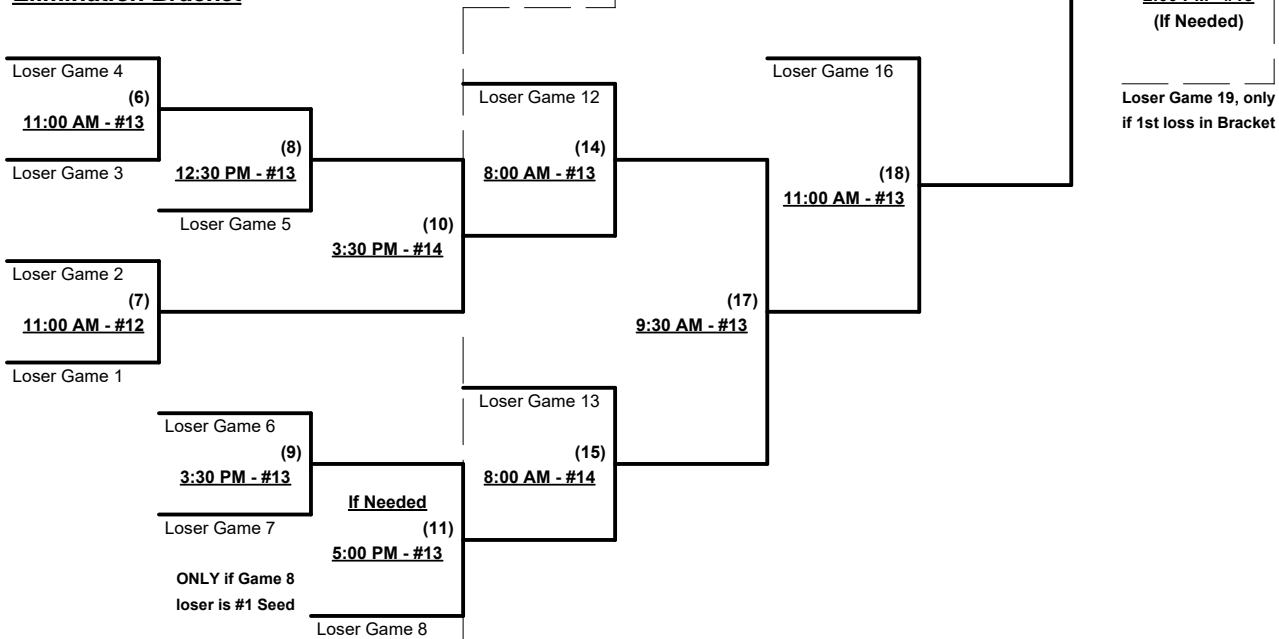 Elimination Bracket
(If Needed)
Loser Game 19, only
if 1st loss in Bracket
Loser Game 4
(6)
11:00 AM - #13
Loser Game 3
(8)
12:30 PM - #13
Loser Game 5
(10)
3:30 PM - #14
Loser Game 2
(7)
11:00 AM - #12
Loser Game 1
Loser Game 12
(14)
8:00 AM - #13
Loser Game 16
(18)
11:00 AM - #13
(17)
9:30 AM - #13
Loser Game 6
(9)
3:30 PM - #13
Loser Game 7
If Needed
(11)
5:00 PM - #13
ONLY if Game 8
loser is #1 Seed
Loser Game 8
Loser Game 13
(15)
8:00 AM - #14